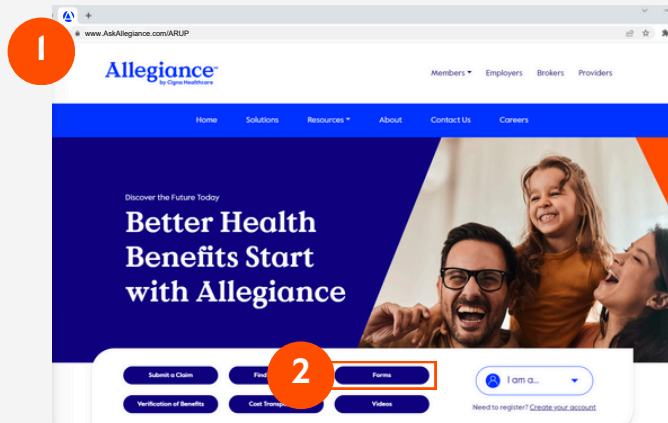 1
www.AskAllegiance.com/ARUP
Allegiance
by Cigna Healthcare
Members Employers Brokers Providers
Home Solutions Resources About Contact Us Careers
Discover the Future Today
Better Health
Benefits Start
with Allegiance
2
Submit a Claim Find Forms
I am a...
Verification of Benefits Cost Videos
Need to register? Create your account